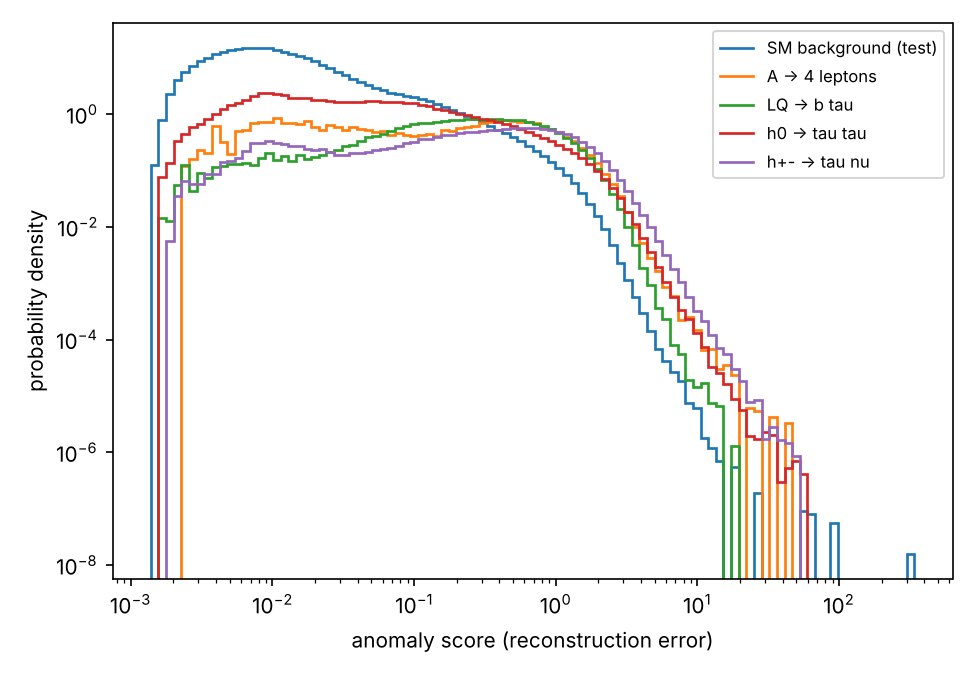 SM background (test)
A → 4 leptons
LQ → b tau
h0 → tau tau
h+- → tau nu
probability density
10⁰
10⁻²
10⁻⁴
10⁻⁶
10⁻⁸
10⁻³
10⁻²
10⁻¹
10⁰
10¹
10²
anomaly score (reconstruction error)